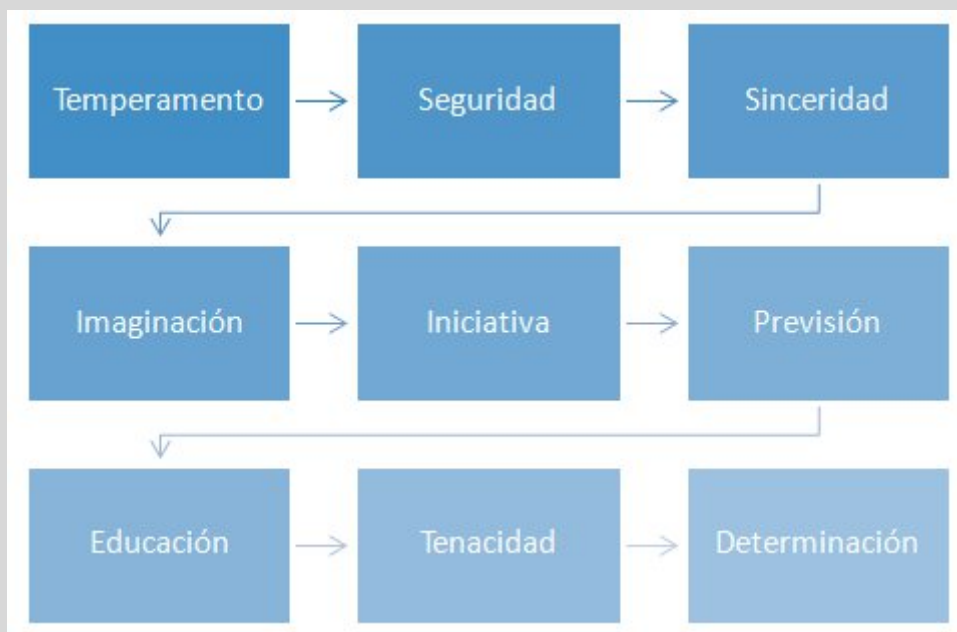 Temperamento
Seguridad
Sinceridad
Imaginación
Iniciativa
Previsión
Educación
Tenacidad
Determinación